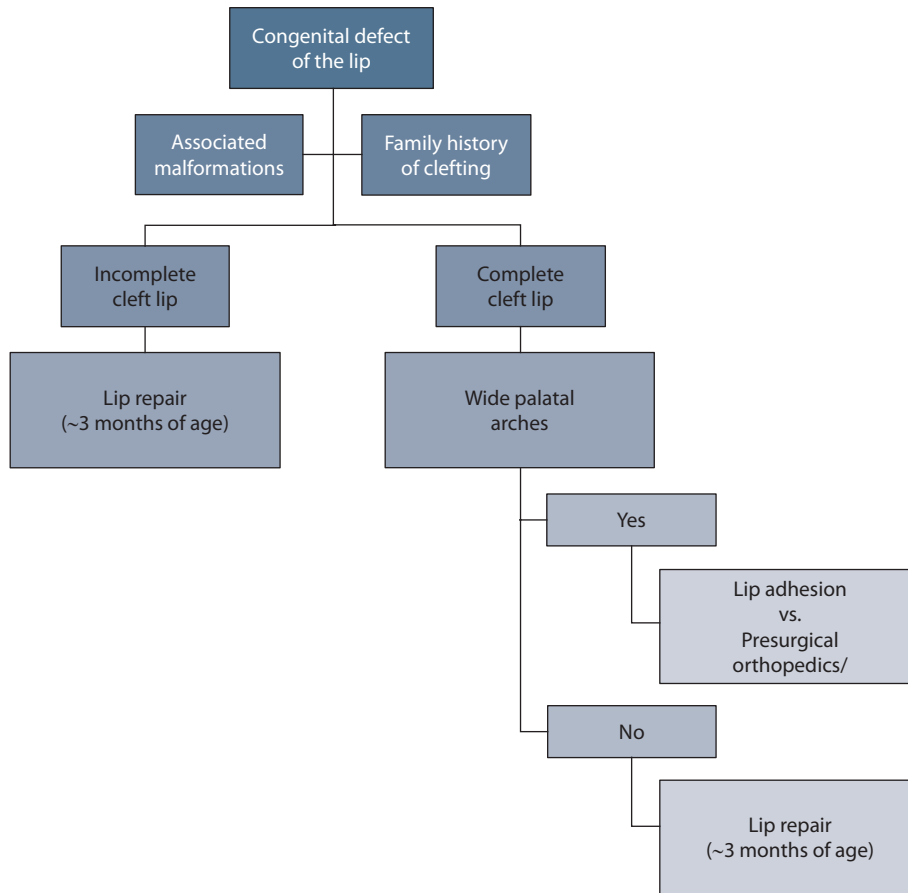 Congenital defect
of the lip
Associated
malformations
Family history
of clefting
Incomplete
cleft lip
Complete
cleft lip
Lip repair
(~3 months of age)
Wide palatal
arches
Yes
Lip adhesion
vs.
Presurgical
orthopedics/
No
Lip repair
(~3 months of age)